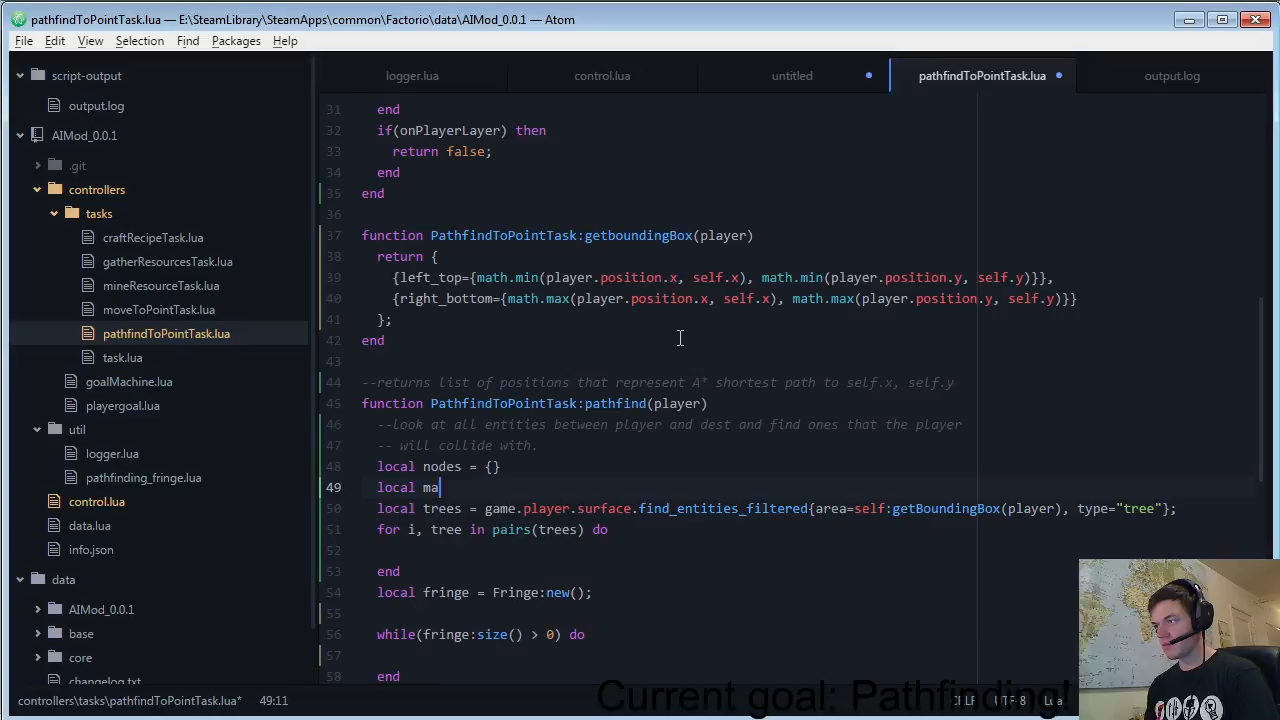 pathfindToPointTask.lua — E:\SteamLibrary\SteamApps\common\Factorio\data\AIMod_0.0.1 — Atom
File Edit View Selection Find Packages Help
script-output
output.log
AIMod_0.0.1
.git
controllers
tasks
craftRecipeTask.lua
gatherResourcesTask.lua
mineResourceTask.lua
moveToPointTask.lua
pathfindToPointTask.lua
task.lua
goalMachine.lua
playergoal.lua
util
logger.lua
pathfinding_fringe.lua
control.lua
data.lua
info.json
data
AIMod_0.0.1
base
core
changelog.txt
logger.lua control.lua untitled pathfindToPointTask.lua output.log
31 end
32 if(onPlayerLayer) then
33 return false;
34 end
35 end
36
37 function PathfindToPointTask:getboundingBox(player)
38 return {
39 {left_top={math.min(player.position.x, self.x), math.min(player.position.y, self.y)}},
40 {right_bottom={math.max(player.position.x, self.x), math.max(player.position.y, self.y)}}
41 };
42 end
43
44 --returns list of positions that represent A* shortest path to self.x, self.y
45 function PathfindToPointTask:pathfind(player)
46 --look at all entities between player and dest and find ones that the player
47 -- will collide with.
48 local nodes = {}
49 local ma
50 local trees = game.player.surface.find_entities_filtered{area=self:getBoundingBox(player), type="tree"};
51 for i, tree in pairs(trees) do
52
53 end
54 local fringe = Fringe:new();
55
56 while(fringe:size() > 0) do
57
58 end
controllers\tasks\pathfindToPointTask.lua* 49:11 CRLF UTF-8 Lua
Current goal: Pathfinding!